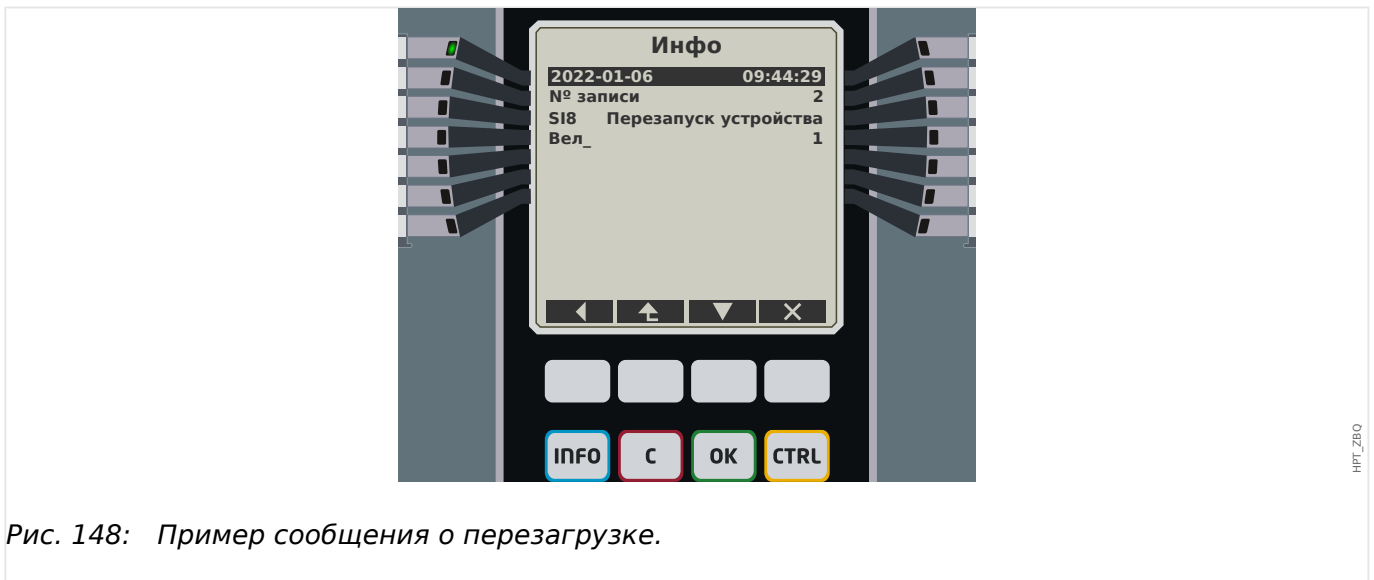 Инфо
2022-01-06 09:44:29
№ записи 2
SI8 Перезапуск устройства
Вел_ 1
INFO C OK CTRL
HPT_ZBQ
Рис. 148: Пример сообщения о перезагрузке.